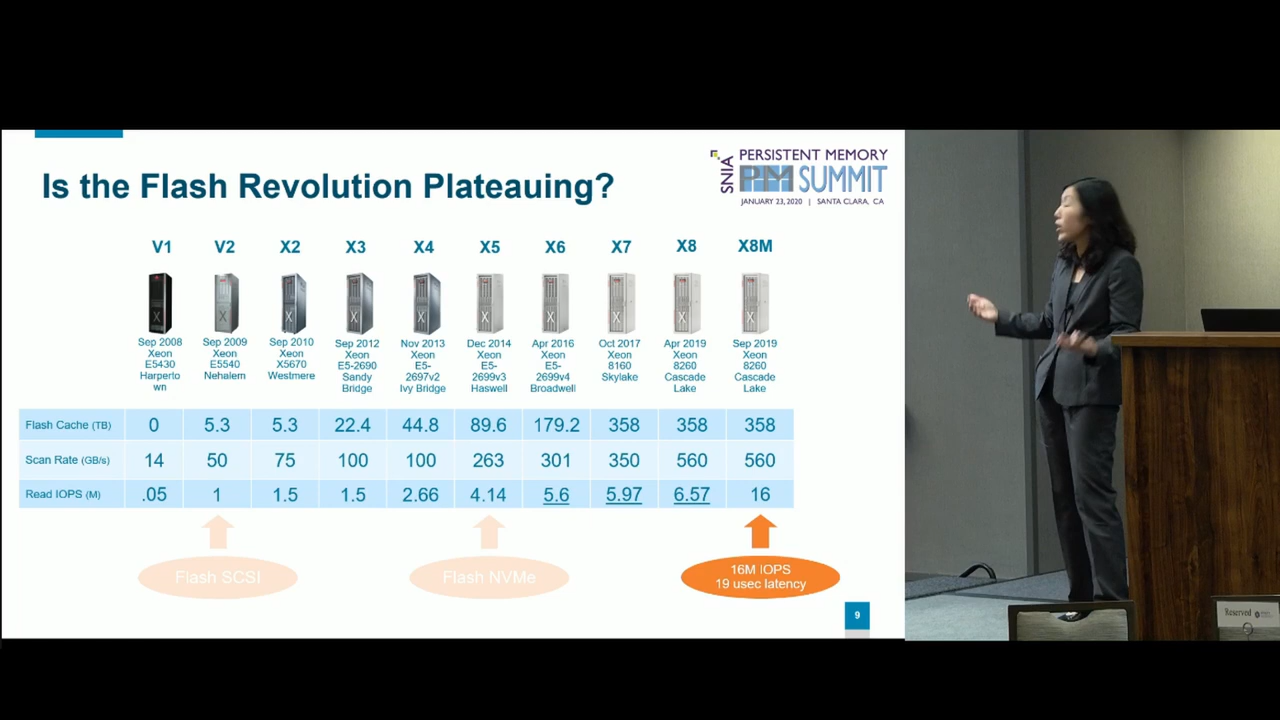 Is the Flash Revolution Plateauing?
SNIA
PERSISTENT MEMORY
PM SUMMIT
JANUARY 23, 2020 | SANTA CLARA, CA
V1 V2 X2 X3 X4 X5 X6 X7 X8 X8M
Sep 2008
Xeon
E5430
Harperlo
wn
Sep 2009
Xeon
E5540
Nehalem
Sep 2010
Xeon
X5670
Westmere
Sep 2012
Xeon
E5-2690
Sandy
Bridge
Nov 2013
Xeon
E5-
2697v2
Ivy Bridge
Dec 2014
Xeon
E5-
2699v3
Haswell
Apr 2016
Xeon
E5-
2699v4
Broadwell
Oct 2017
Xeon
8160
Skylake
Apr 2019
Xeon
8260
Cascade
Lake
Sep 2019
Xeon
8260
Cascade
Lake
Flash Cache (TB) 0 5.3 5.3 22.4 44.8 89.6 179.2 358 358 358
Scan Rate (GB/s) 14 50 75 100 100 263 301 350 560 560
Read IOPS (M) .05 1 1.5 1.5 2.66 4.14 5.6 5.97 6.57 16
Flash SCSI
Flash NVMe
16M IOPS
19 usec latency
9
Reserved